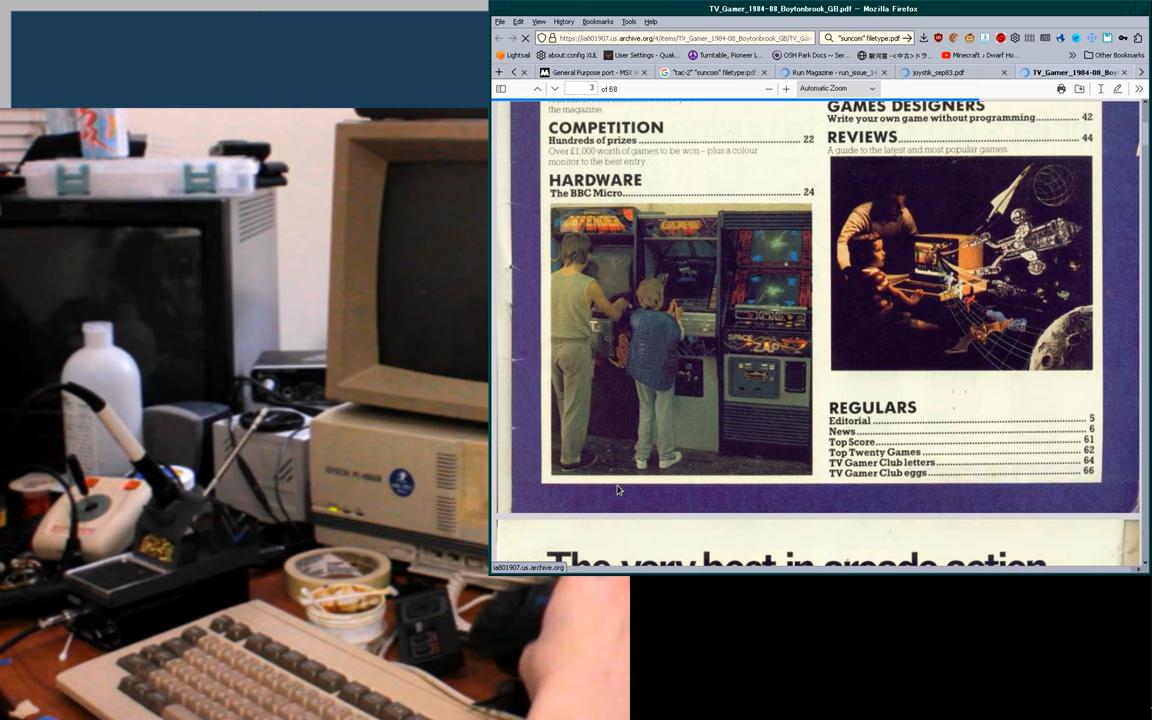 TV_Gamer_1984-08_Boytonbrook_GB.pdf — Mozilla Firefox
File Edit View History Bookmarks Tools Help
https://ia801907.us.archive.org/4/items/TV_Gamer_1984-08_Boytonbrook_GB/TV_Gam
"suncom" filetype:pdf
Lightsail about:config XUL User Settings - Quak... Turntable, Pioneer L... OSH Park Docs ~ Ser... Minecraft ♪ Dwarf Ho... Other Bookmarks
General Purpose port - MSX W "tac-2" "suncom" filetype:pdf Run Magazine - run_issue_14 joystik_sep83.pdf TV_Gamer_1984-08_Boyt
3 of 68 Automatic Zoom
the magazine.
COMPETITION
Hundreds of prizes 22
Over £1,000 worth of games to be won – plus a colour
monitor to the best entry.
HARDWARE
The BBC Micro 24
DEFENDER
SPACE
ZAP
GAMES DESIGNERS
Write your own game without programming 42
REVIEWS 44
A guide to the latest and most popular games.
REGULARS
Editorial 5
News 6
Top Score 61
Top Twenty Games 62
TV Gamer Club letters 64
TV Gamer Club eggs 66
The very best in arcade action
ia801907.us.archive.org
EPSON